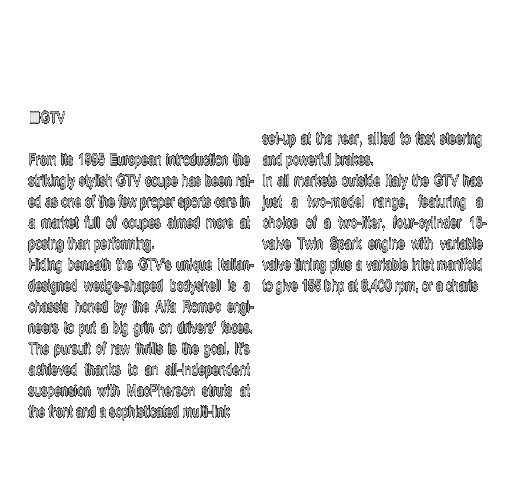 GTV
From its 1995 European introduction the
strikingly stylish GTV coupe has been rat-
ed as one of the few proper sports cars in
a market full of coupes aimed more at
posing than performing.
Hiding beneath the GTV's unique Italian-
designed wedge-shaped bodyshell is a
chassis honed by the Alfa Romeo engi-
neers to put a big grin on drivers' faces.
The pursuit of raw thrills is the goal. It's
achieved thanks to an all-independent
suspension with MacPherson struts at
the front and a sophisticated multi-link
set-up at the rear, allied to fast steering
and powerful brakes.
In all markets outside Italy the GTV has
just a two-model range, featuring a
choice of a two-liter, four-cylinder 16-
valve Twin Spark engine with variable
valve timing plus a variable inlet manifold
to give 155 bhp at 6,400 rpm, or a charis